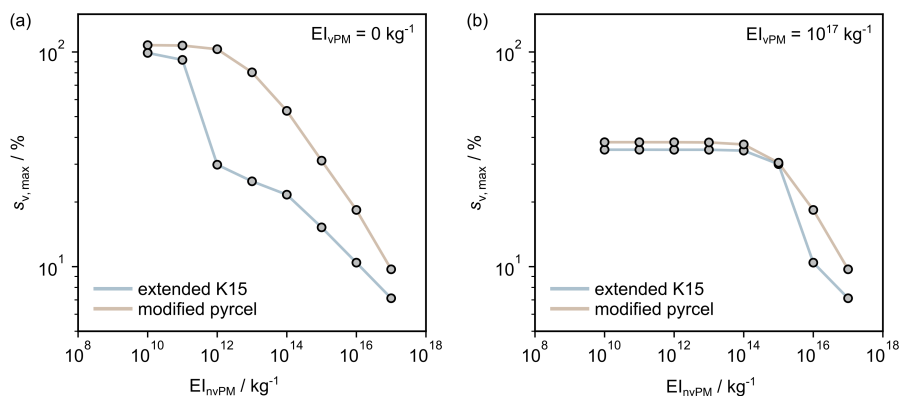 (a)
EI_vPM = 0 kg⁻¹
10²
10¹
s_v, max / %
extended K15
modified pyrcel
10⁸ 10¹⁰ 10¹² 10¹⁴ 10¹⁶ 10¹⁸
EI_nvPM / kg⁻¹
(b)
EI_vPM = 10¹⁷ kg⁻¹
10²
10¹
s_v, max / %
extended K15
modified pyrcel
10⁸ 10¹⁰ 10¹² 10¹⁴ 10¹⁶ 10¹⁸
EI_nvPM / kg⁻¹